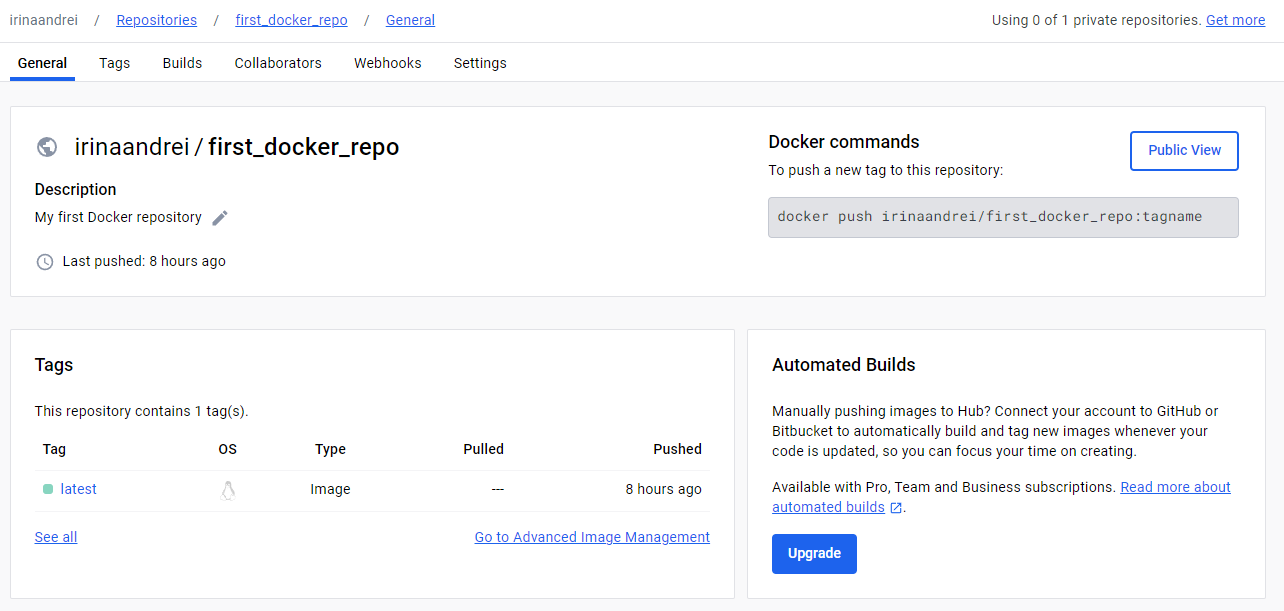 irinaandrei / Repositories / first_docker_repo / General
Using 0 of 1 private repositories. Get more
General Tags Builds Collaborators Webhooks Settings
irinaandrei / first_docker_repo
Description
My first Docker repository
Last pushed: 8 hours ago
Docker commands
To push a new tag to this repository:
Public View
docker push irinaandrei/first_docker_repo:tagname
Tags
This repository contains 1 tag(s).
Tag OS Type Pulled Pushed
latest Image --- 8 hours ago
See all
Go to Advanced Image Management
Automated Builds
Manually pushing images to Hub? Connect your account to GitHub or
Bitbucket to automatically build and tag new images whenever your
code is updated, so you can focus your time on creating.
Available with Pro, Team and Business subscriptions. Read more about
automated builds.
Upgrade